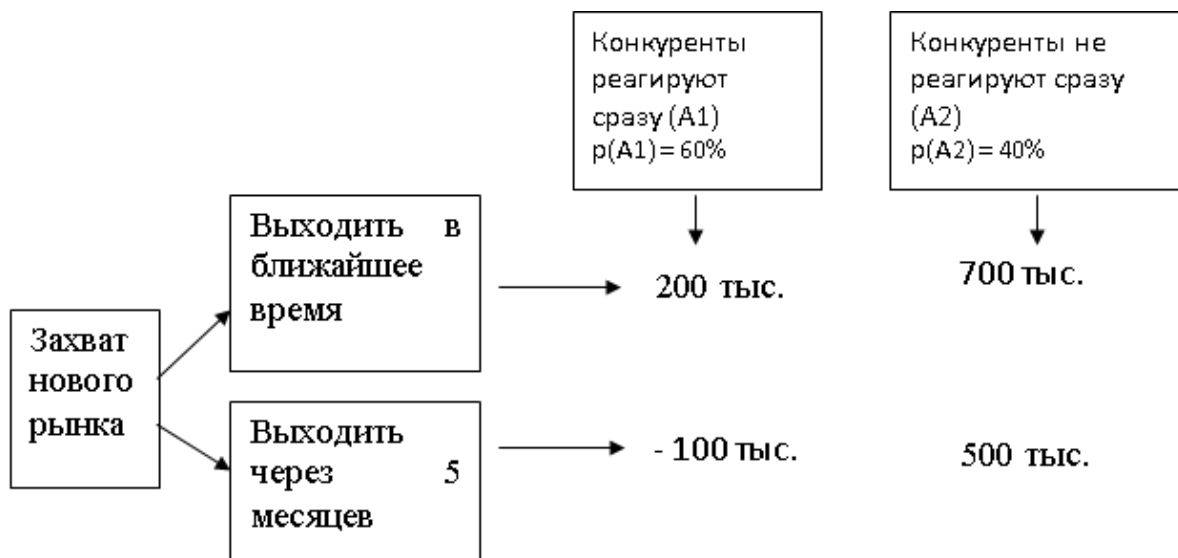 Конкуренты
реагируют
сразу (А1)
p(A1) = 60%
Конкуренты не
реагируют сразу
(А2)
p(A2) = 40%
Выходить в
ближайшее
время
200 тыс.
700 тыс.
Захват
нового
рынка
Выходить
через 5
месяцев
- 100 тыс.
500 тыс.